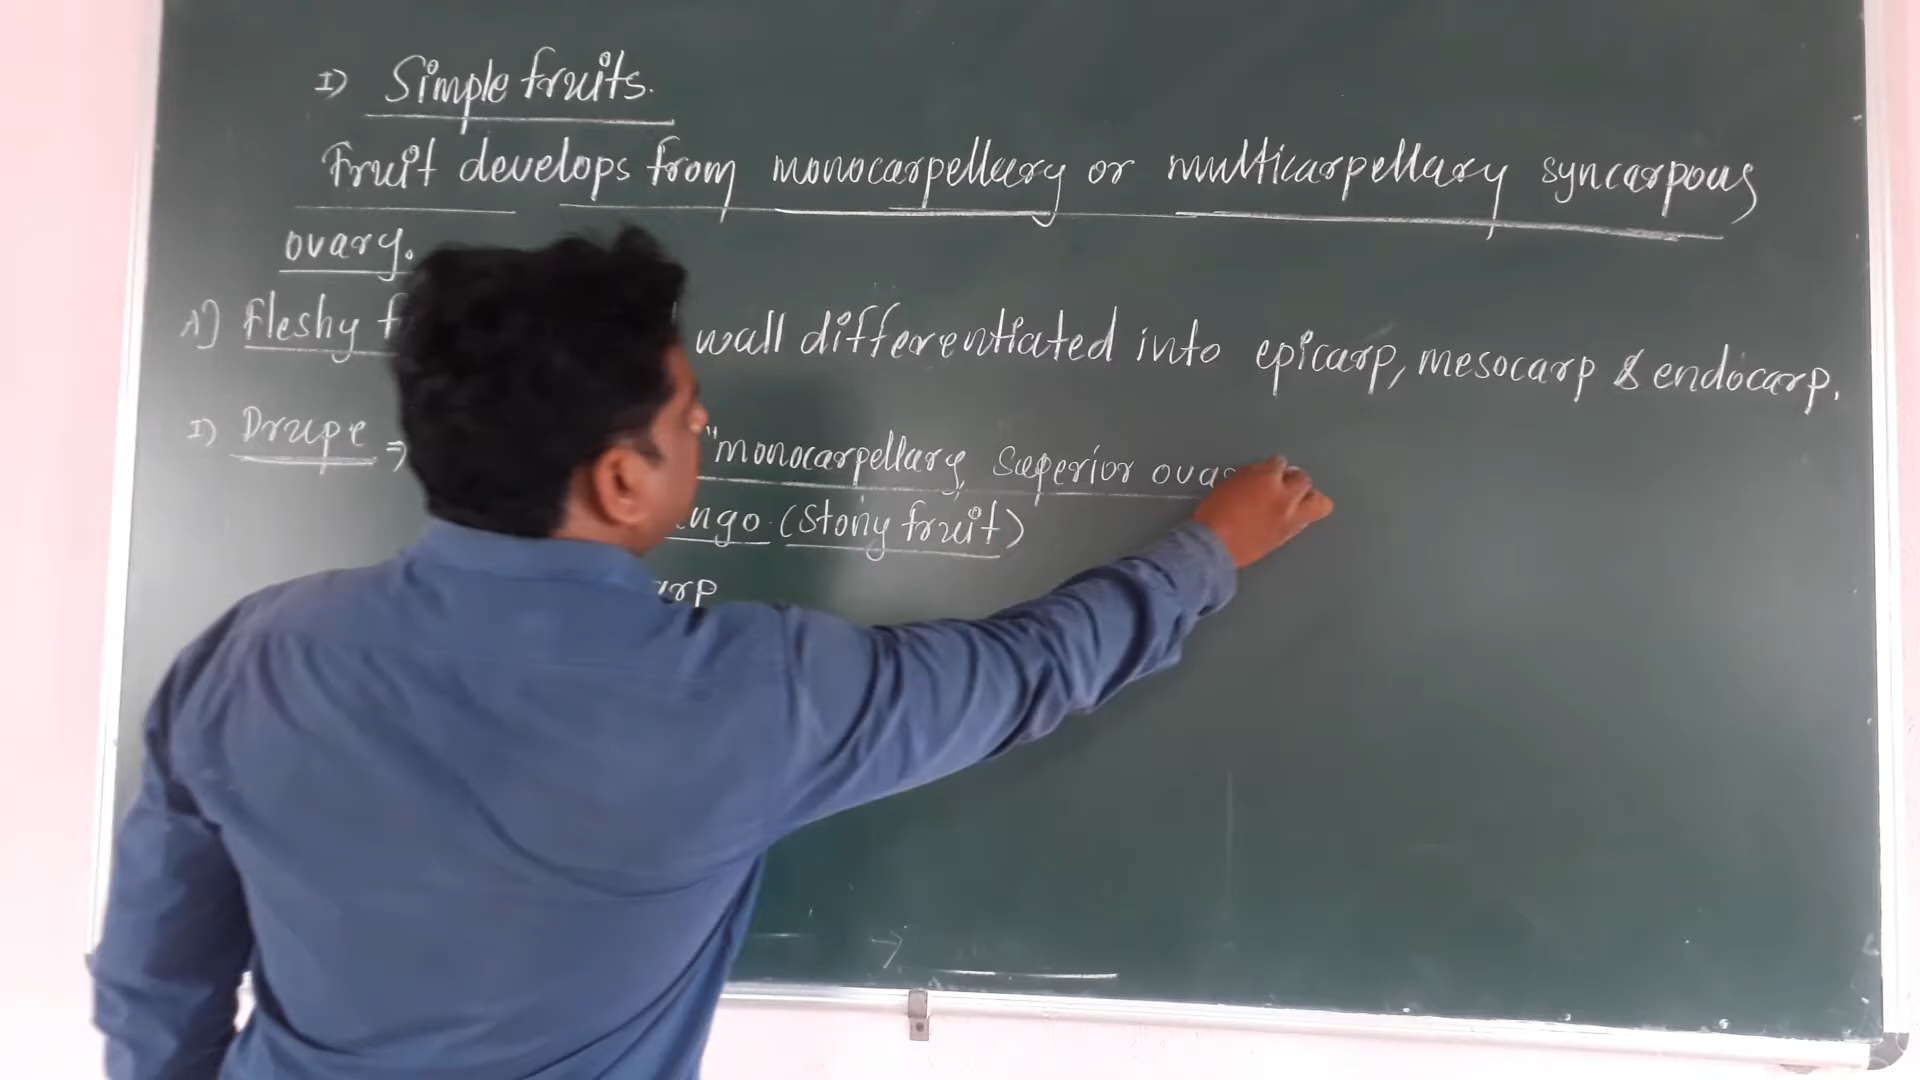 I) Simple fruits.
Fruit develops from monocarpellary or multicarpellary syncarpous
ovary.
A) Fleshy wall differentiated into epicarp, mesocarp & endocarp.
I) Drupe ⇒ "monocarpellary, Superior
(Stony fruit)